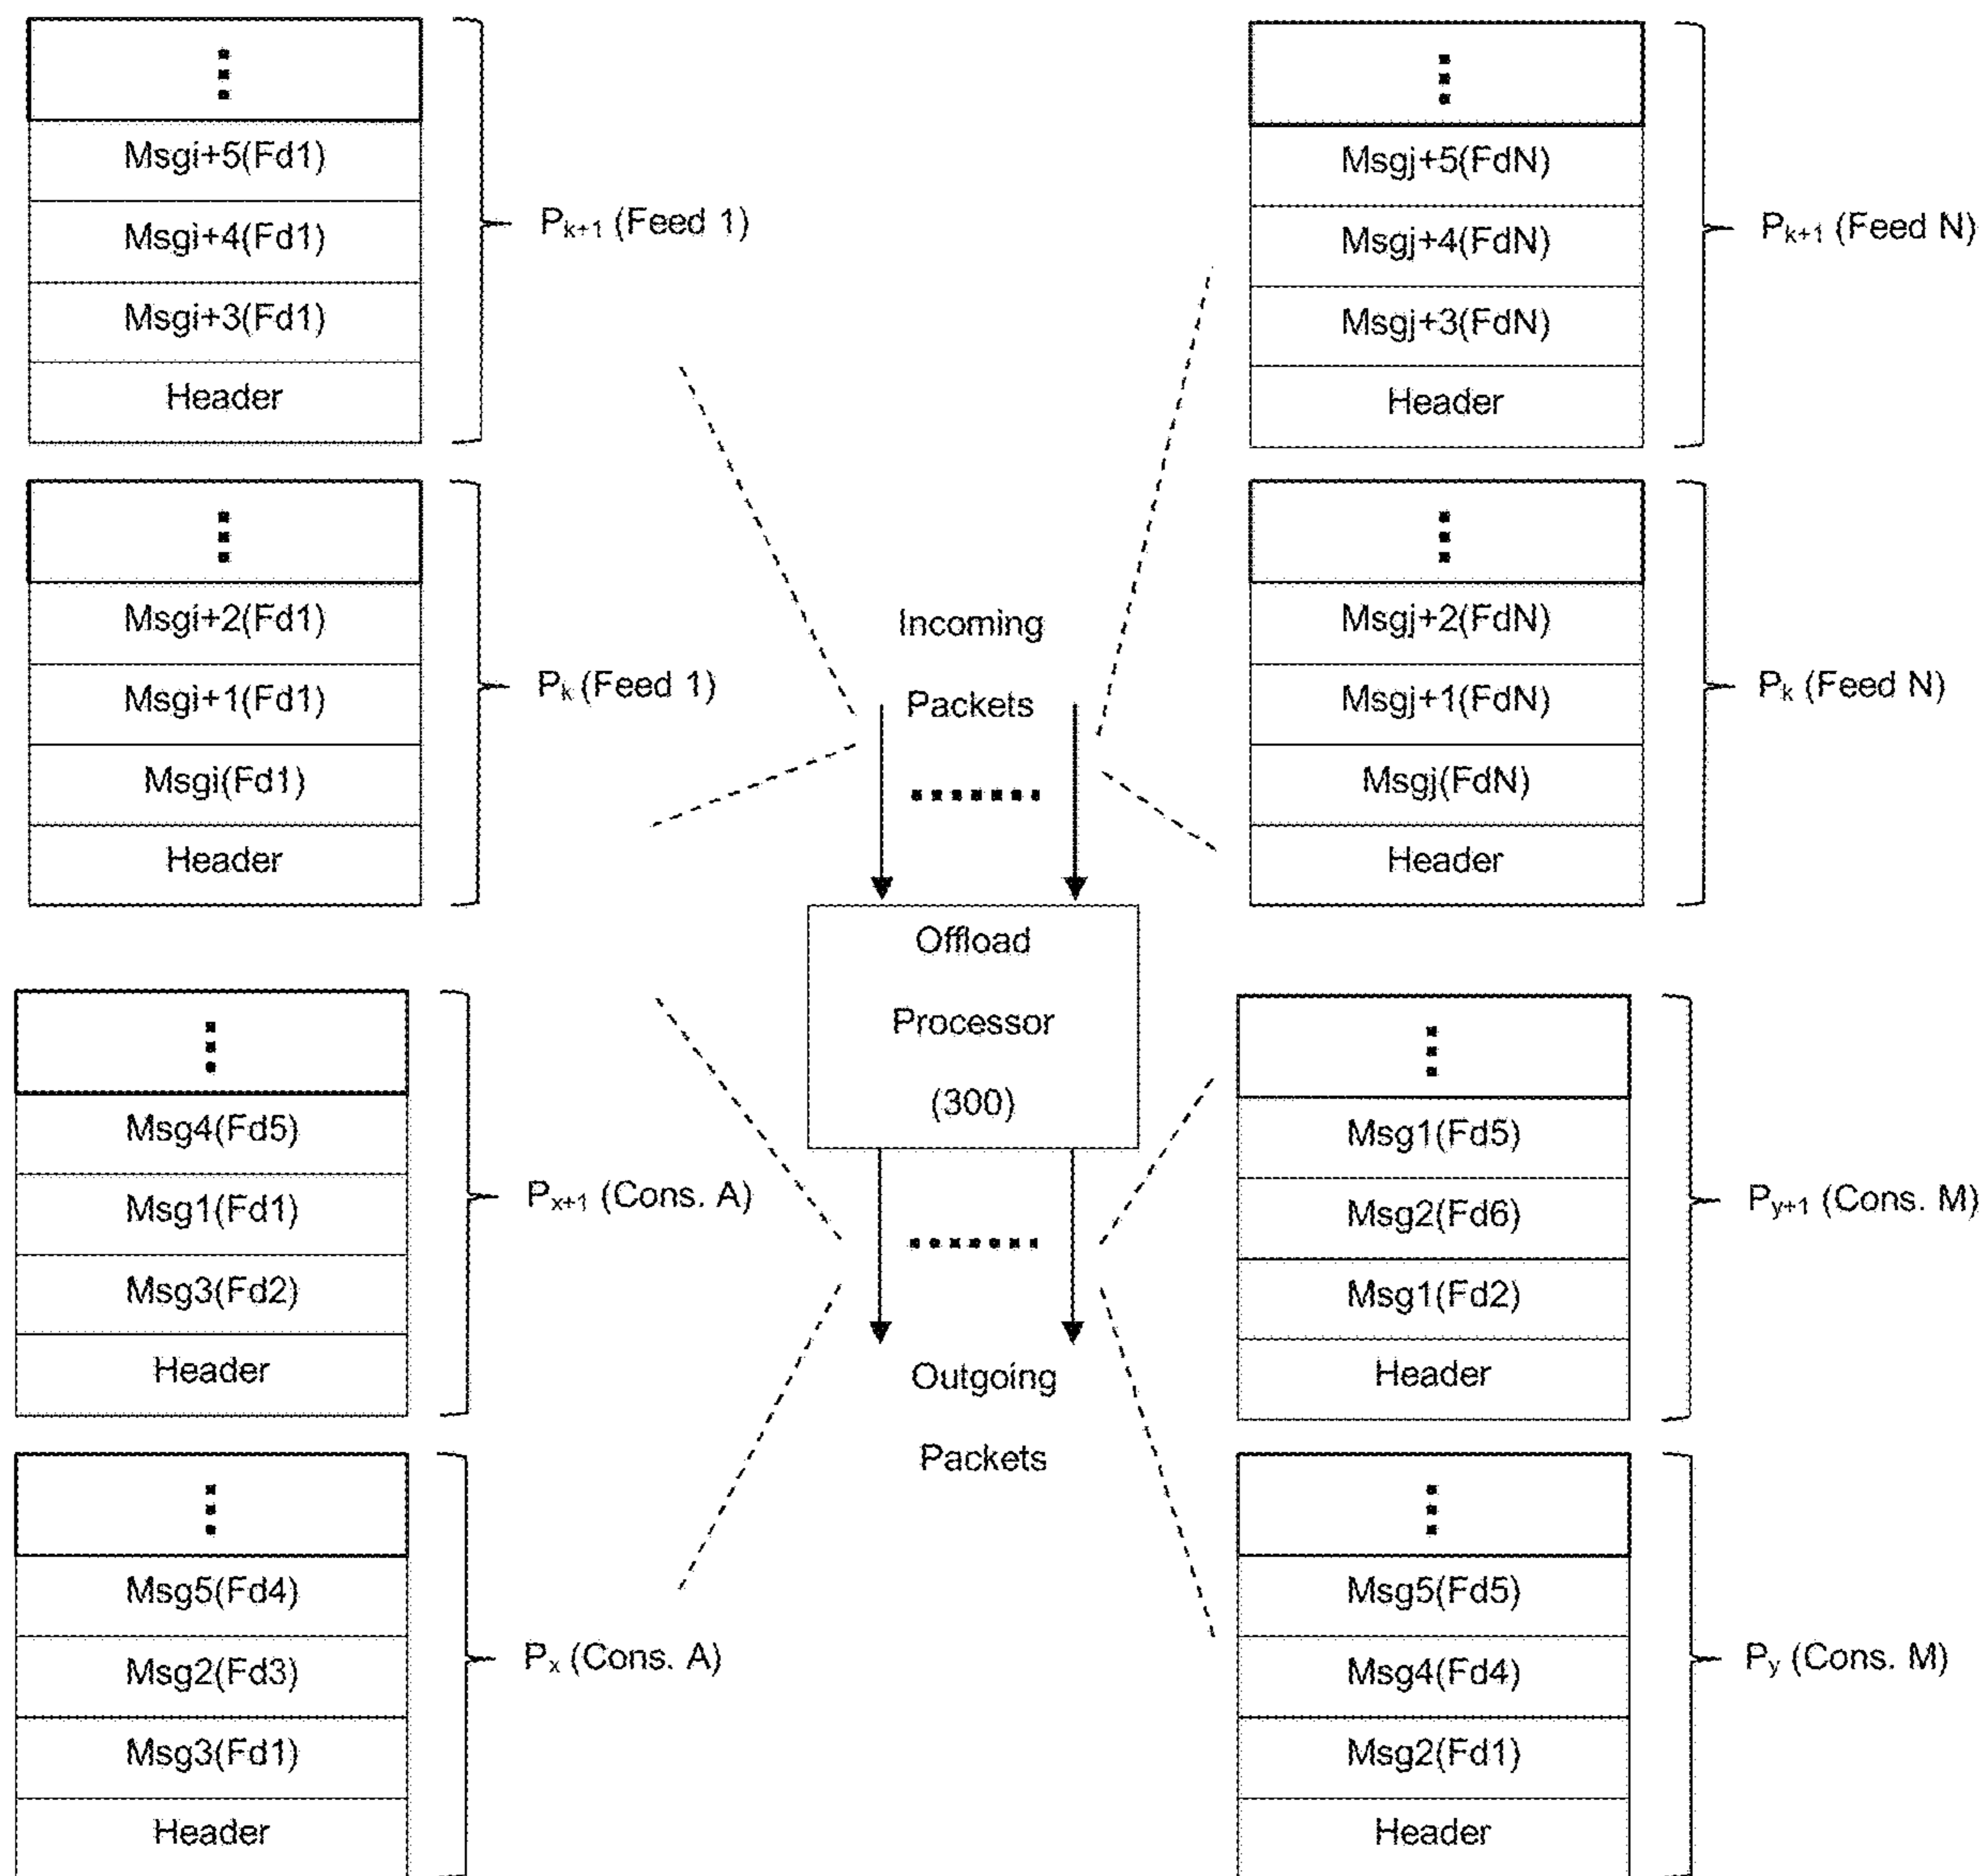 Msgi+5(Fd1)
Msgi+4(Fd1)
Msgi+3(Fd1)
Header
Pk+1 (Feed 1)
Msgj+5(FdN)
Msgj+4(FdN)
Msgj+3(FdN)
Header
Pk+1 (Feed N)
Msgi+2(Fd1)
Msgi+1(Fd1)
Msgi(Fd1)
Header
Pk (Feed 1)
Incoming
Packets
Msgj+2(FdN)
Msgj+1(FdN)
Msgj(FdN)
Header
Pk (Feed N)
Offload
Processor
(300)
Msg4(Fd5)
Msg1(Fd1)
Msg3(Fd2)
Header
Px+1 (Cons. A)
Msg1(Fd5)
Msg2(Fd6)
Msg1(Fd2)
Header
Py+1 (Cons. M)
Outgoing
Packets
Msg5(Fd4)
Msg2(Fd3)
Msg3(Fd1)
Header
Px (Cons. A)
Msg5(Fd5)
Msg4(Fd4)
Msg2(Fd1)
Header
Py (Cons. M)